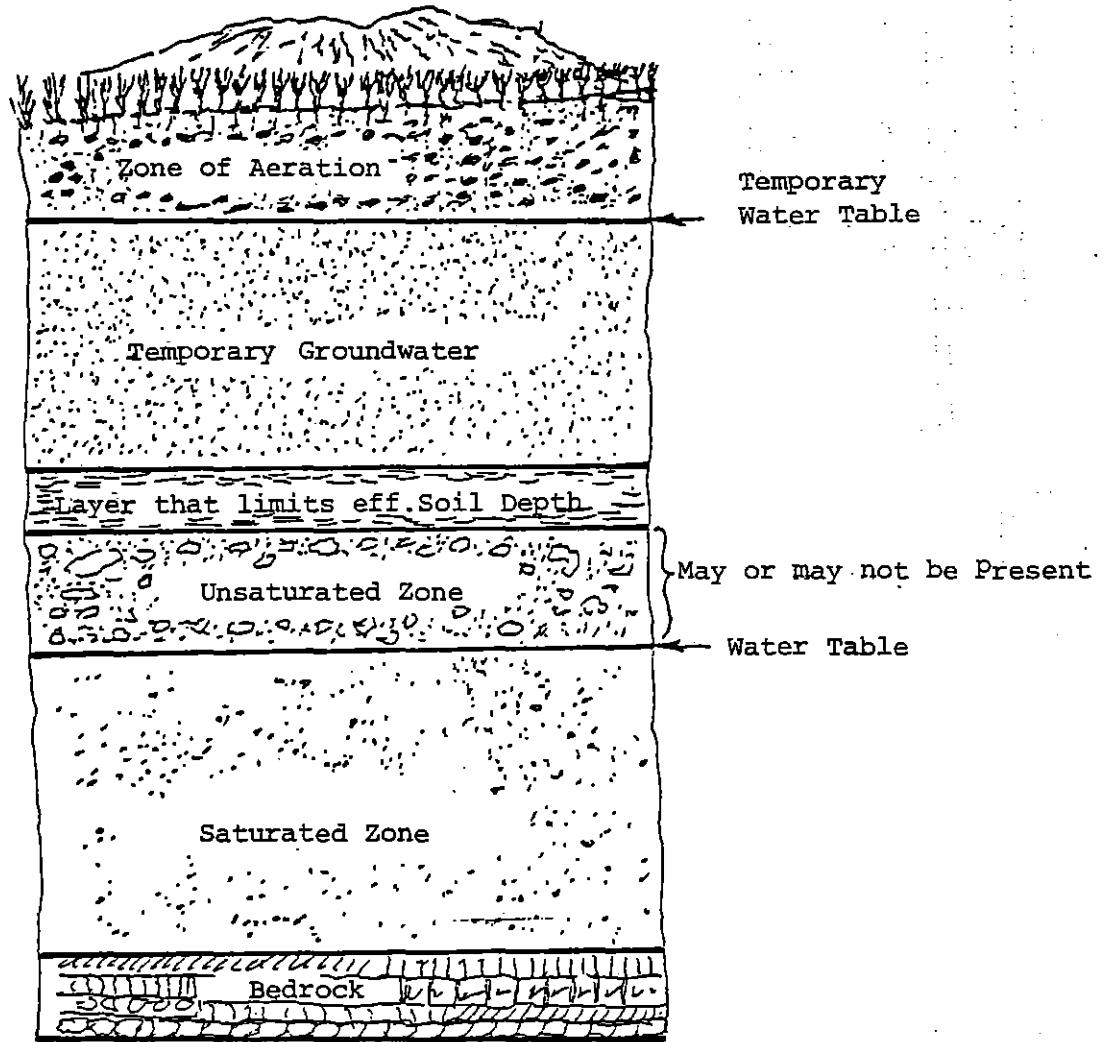 Zone of Aeration
Temporary
Water Table
Temporary Groundwater
Layer that limits eff.Soil Depth
Unsaturated Zone
May or may not be Present
Water Table
Saturated Zone
Bedrock